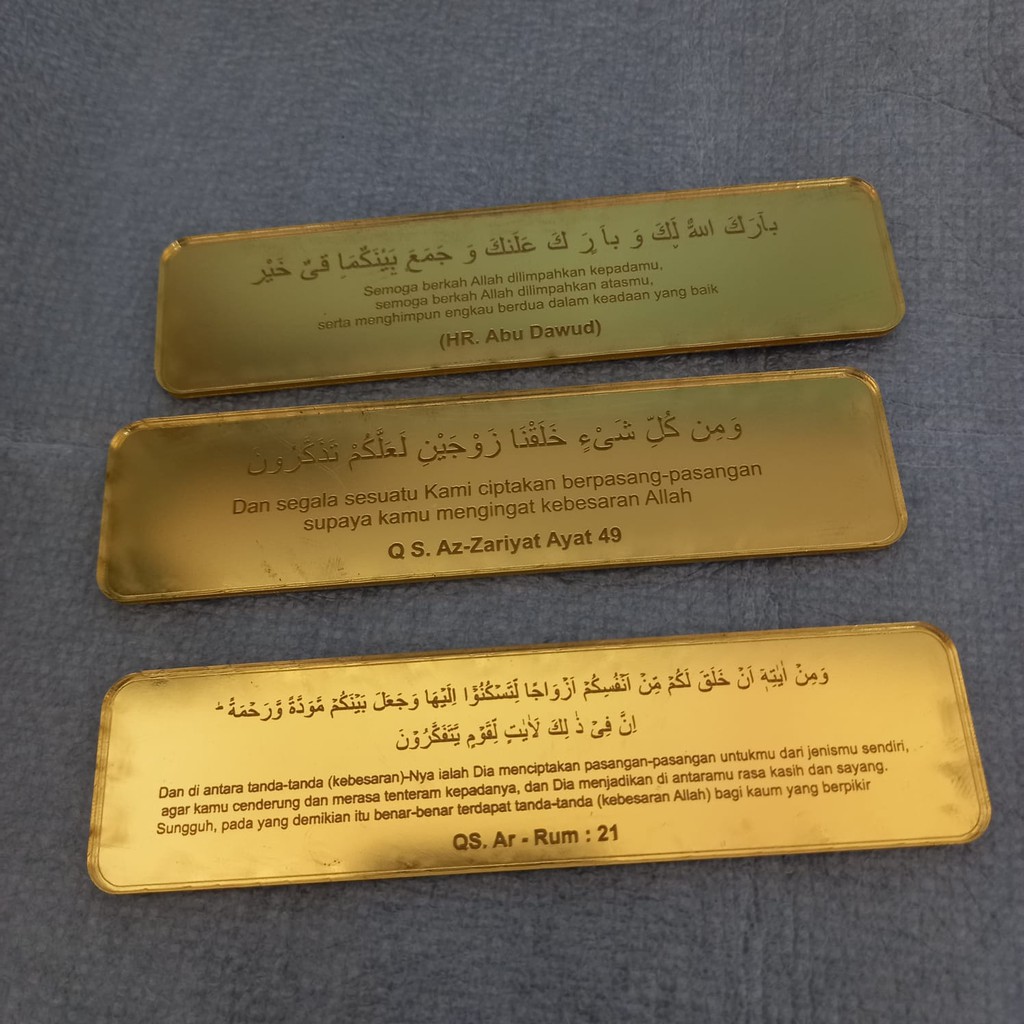 بآرَكَ اللهُ لَكَ وَ بآ رَ كَ عَلَنكَ وَ جَمَعَ بَيْنَكُمَا فىٌ خَيْر
Semoga berkah Allah dilimpahkan kepadamu,
semoga berkah Allah dilimpahkan atasmu,
serta menghimpun engkau berdua dalam keadaan yang baik
(HR. Abu Dawud)
وَمِن كُلِّ شَىْءٍ خَلَقْنَا زَوْجَيْنِ لَعَلَّكُمْ تَذَكَّرُونَ
Dan segala sesuatu Kami ciptakan berpasang-pasangan
supaya kamu mengingat kebesaran Allah
Q S. Az-Zariyat Ayat 49
وَمِنْ اٰيٰتِهٖٓ اَنْ خَلَقَ لَكُمْ مِّنْ اَنْفُسِكُمْ اَزْوَاجًا لِّتَسْكُنُوْٓا اِلَيْهَا وَجَعَلَ بَيْنَكُمْ مَّوَدَّةً وَّرَحْمَةً ۗ
اِنَّ فِيْ ذٰ لِكَ لَاٰيٰتٍ لِّقَوْمٍ يَّتَفَكَّرُوْنَ
Dan di antara tanda-tanda (kebesaran)-Nya ialah Dia menciptakan pasangan-pasangan untukmu dari jenismu sendiri,
agar kamu cenderung dan merasa tenteram kepadanya, dan Dia menjadikan di antaramu rasa kasih dan sayang.
Sungguh, pada yang demikian itu benar-benar terdapat tanda-tanda (kebesaran Allah) bagi kaum yang berpikir
QS. Ar - Rum : 21